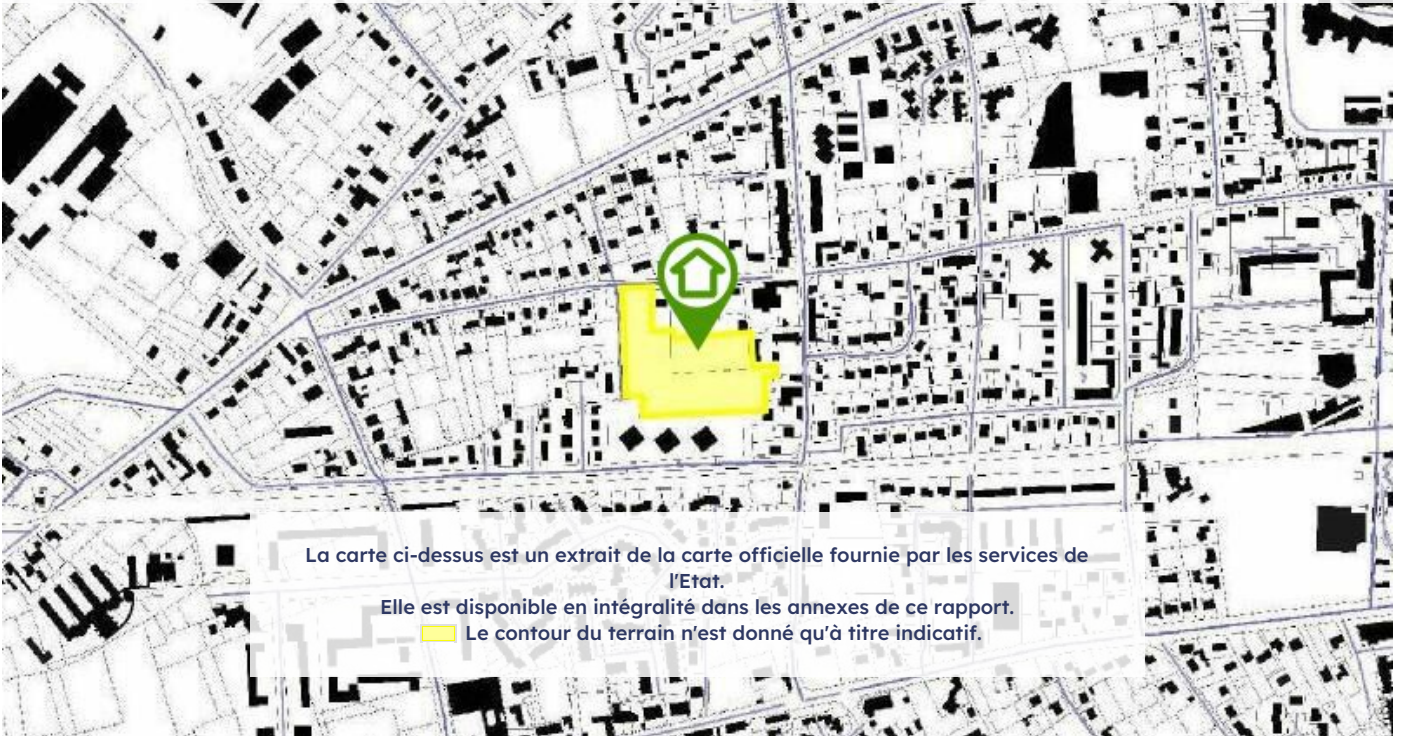 La carte ci-dessus est un extrait de la carte officielle fournie par les services de
l'Etat.
Elle est disponible en intégralité dans les annexes de ce rapport.
Le contour du terrain n'est donné qu'à titre indicatif.